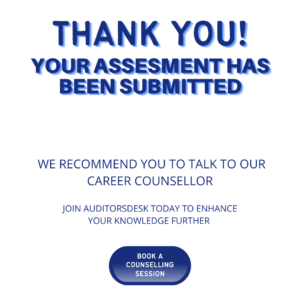 THANK YOU!
YOUR ASSESMENT HAS
BEEN SUBMITTED
WE RECOMMEND YOU TO TALK TO OUR
CAREER COUNSELLOR
JOIN AUDITORSDESK TODAY TO ENHANCE
YOUR KNOWLEDGE FURTHER
BOOK A
COUNSELLING
SESSION